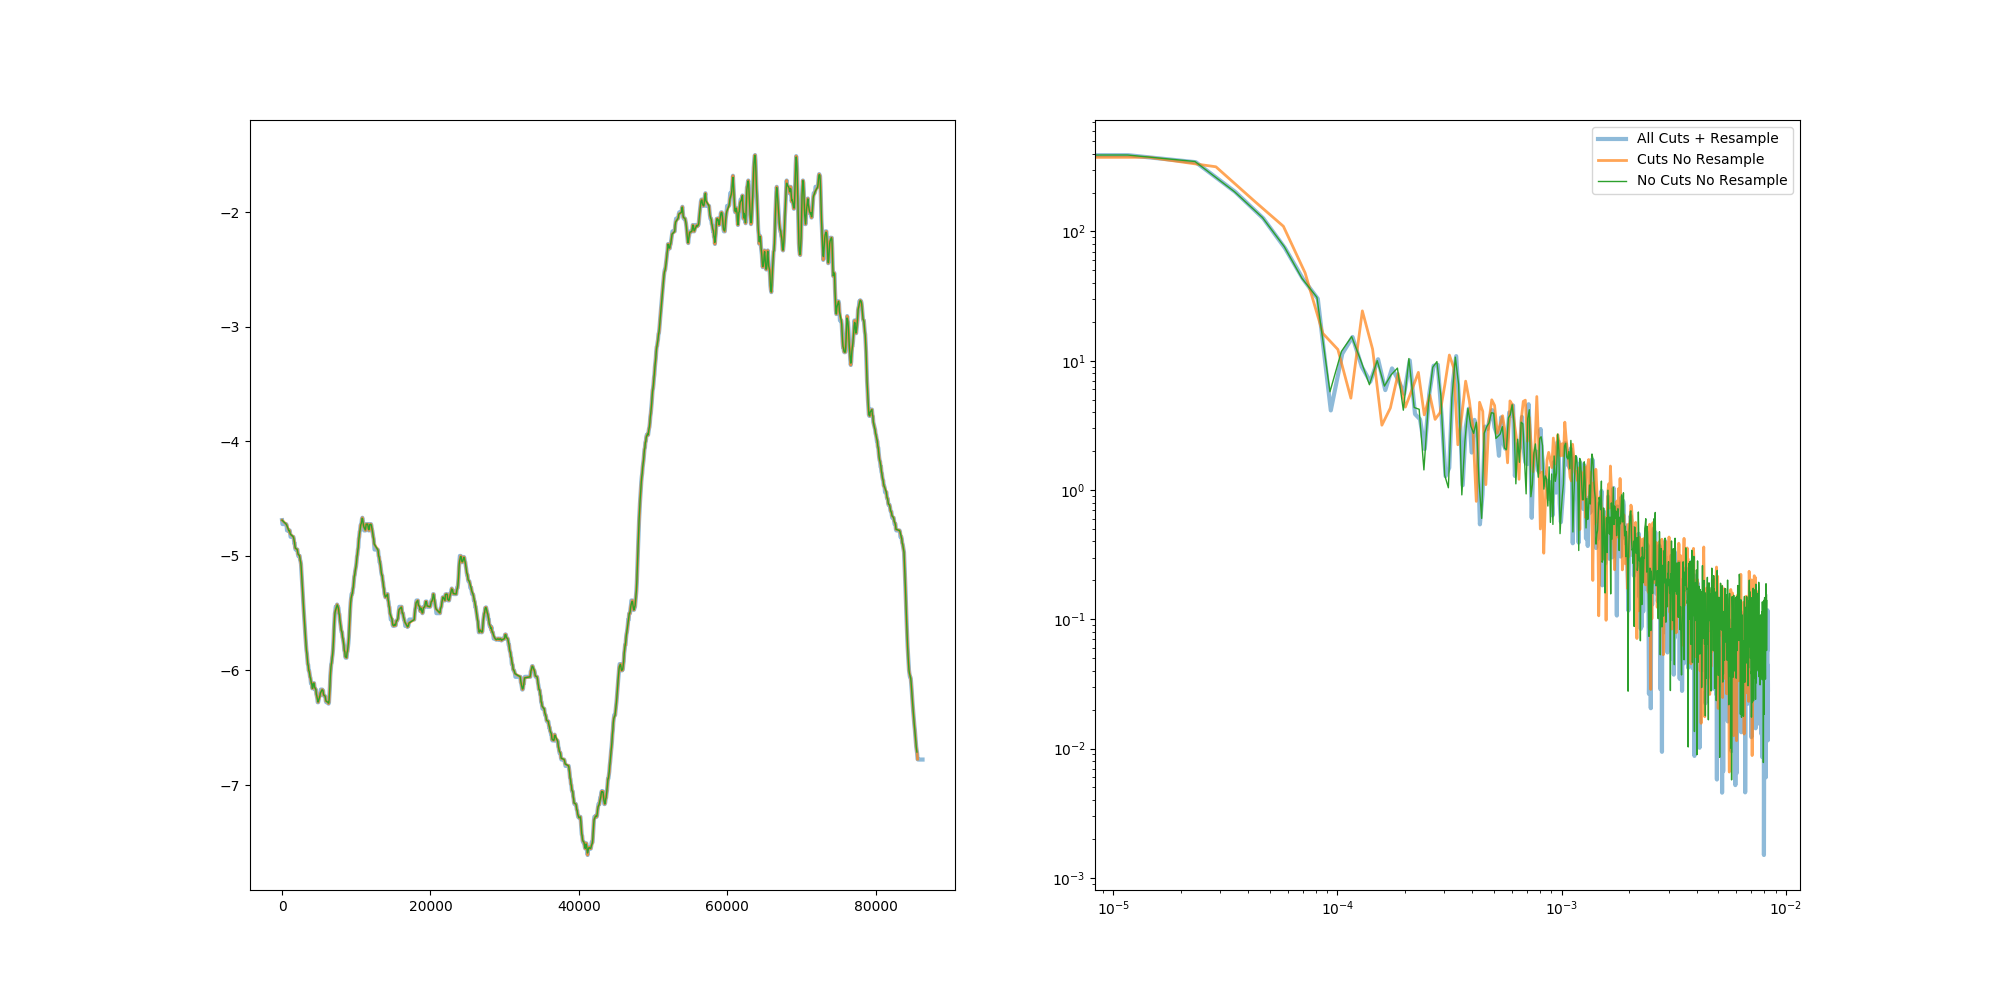 −2
−3
−4
−5
−6
−7
0 20000 40000 60000 80000
All Cuts + Resample
Cuts No Resample
No Cuts No Resample
10²
10¹
10⁰
10⁻¹
10⁻²
10⁻³
10⁻⁵ 10⁻⁴ 10⁻³ 10⁻²